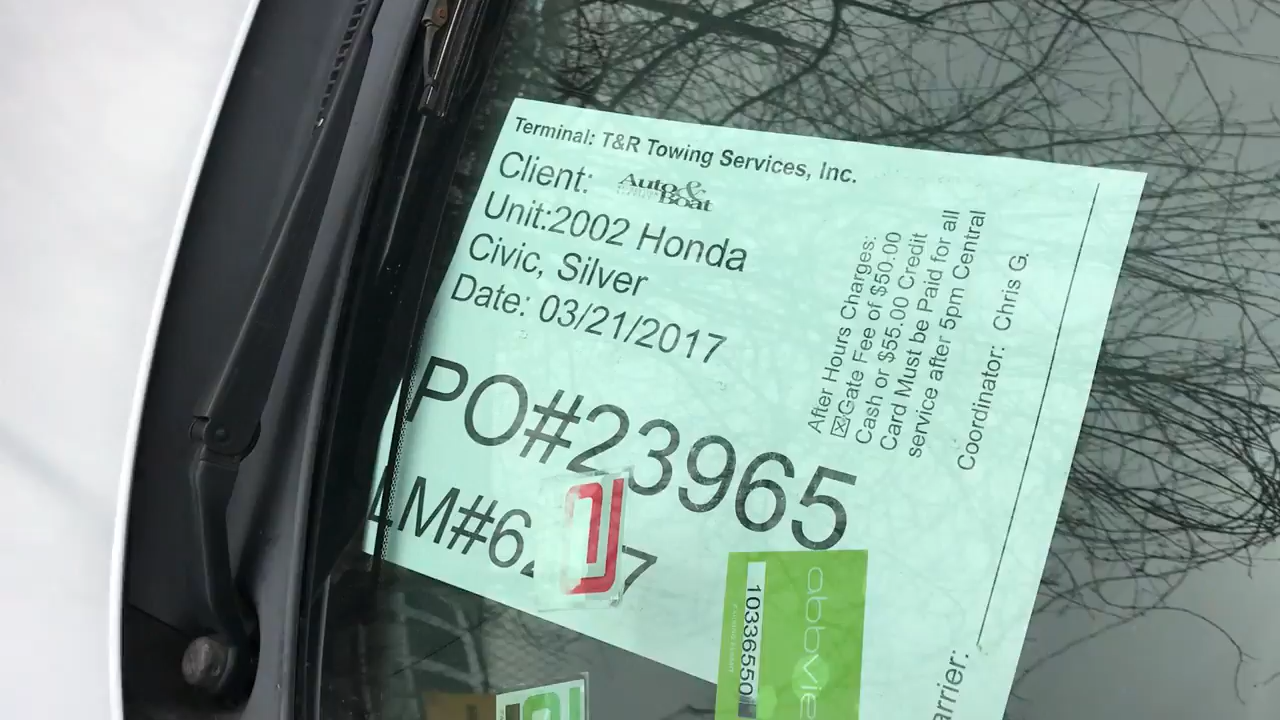 Terminal: T&R Towing Services, Inc.
Client: Auto & Boat
Unit:2002 Honda
Civic, Silver
Date: 03/21/2017
PO#23965
After Hours Charges:
☒Gate Fee of $50.00
Cash or $55.00 Credit
Card Must be Paid for all
service after 5pm Central
Coordinator: Chris G.
abbvie
10336550